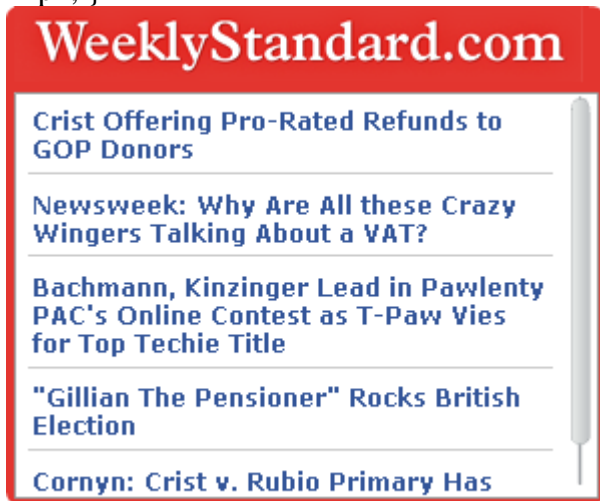 WeeklyStandard.com
Crist Offering Pro-Rated Refunds to
GOP Donors
Newsweek: Why Are All these Crazy
Wingers Talking About a VAT?
Bachmann, Kinzinger Lead in Pawlenty
PAC's Online Contest as T-Paw Vies
for Top Techie Title
"Gillian The Pensioner" Rocks British
Election
Cornyn: Crist v. Rubio Primary Has